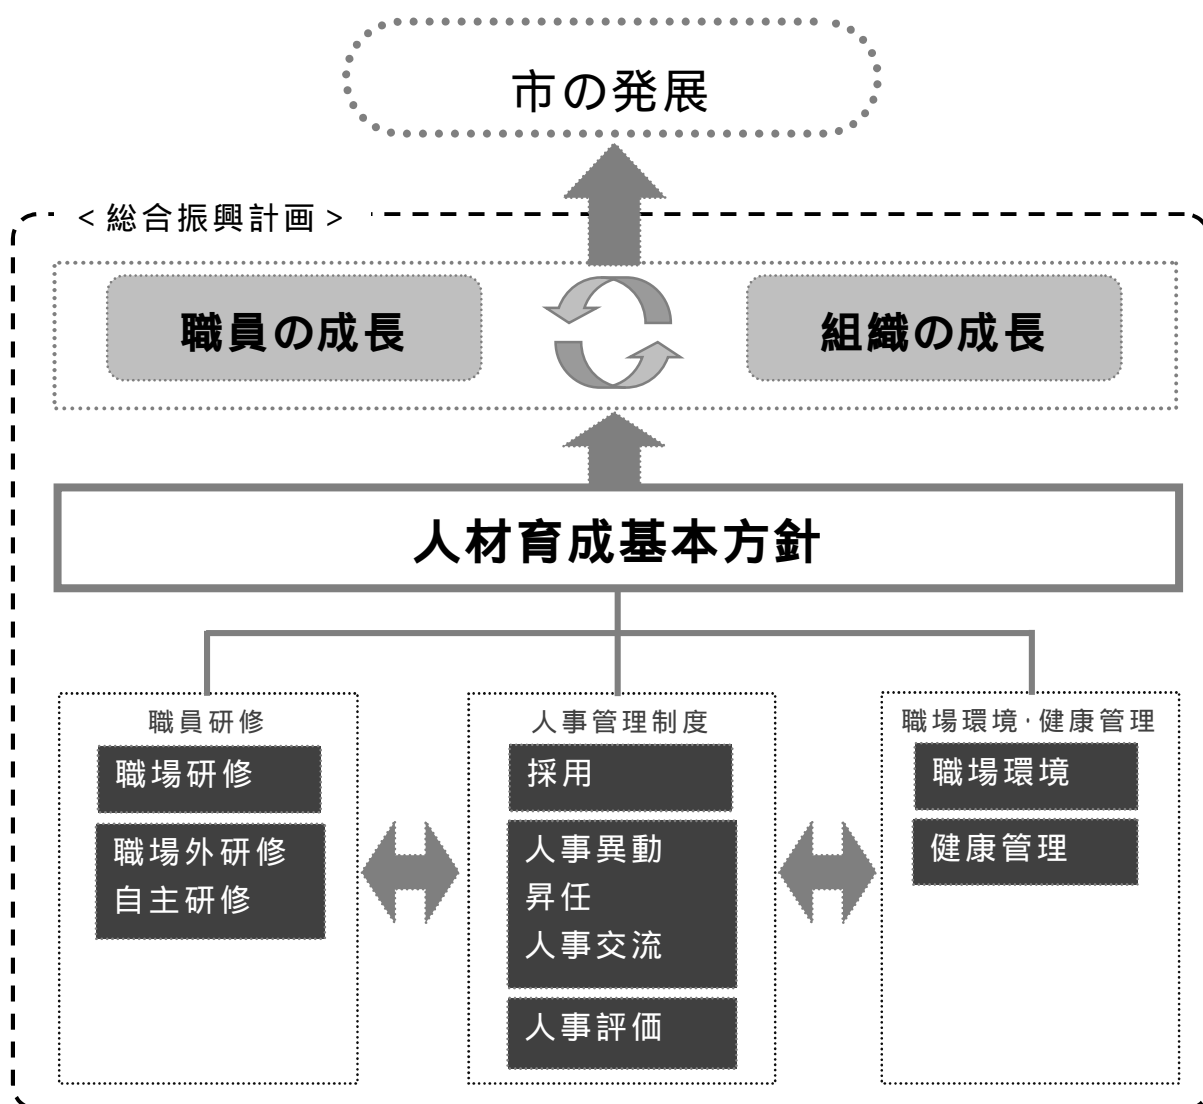 市の発展
<総合振興計画>
職員の成長
組織の成長
人材育成基本方針
職員研修
職場研修
職場外研修
自主研修
人事管理制度
採用
人事異動
昇任
人事交流
人事評価
職場環境・健康管理
職場環境
健康管理